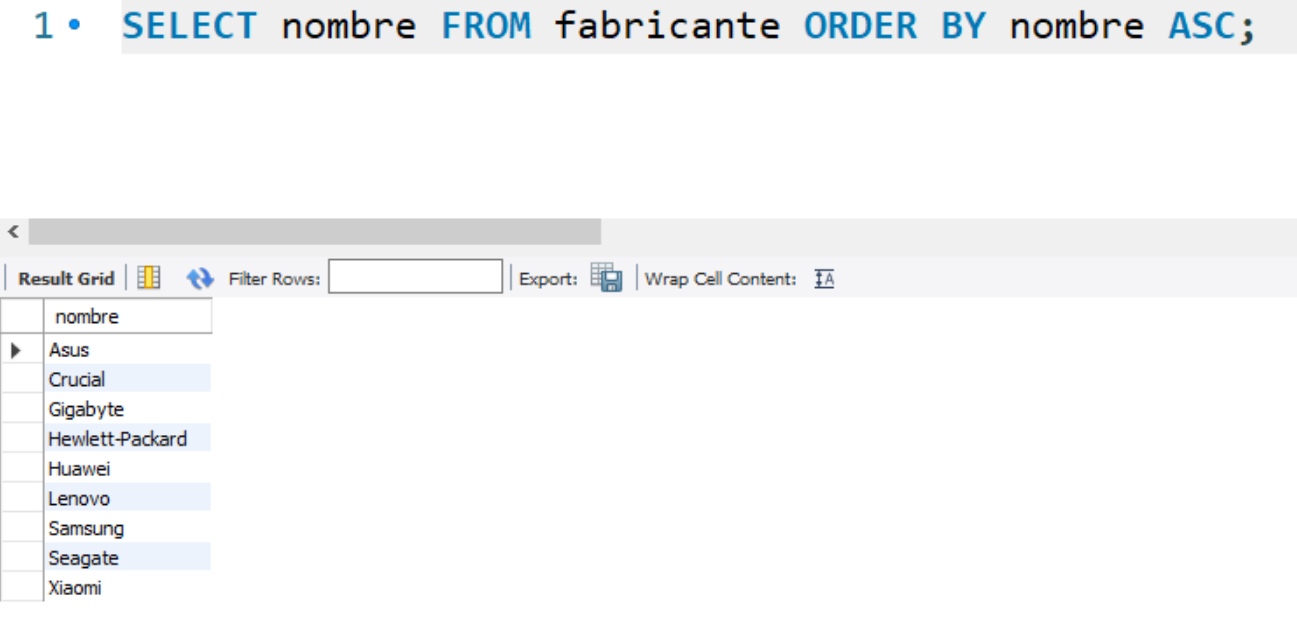 1 SELECT nombre FROM fabricante ORDER BY nombre ASC;
Result Grid Filter Rows: Export: Wrap Cell Content:
nombre
Asus
Crucial
Gigabyte
Hewlett-Packard
Huawei
Lenovo
Samsung
Seagate
Xiaomi